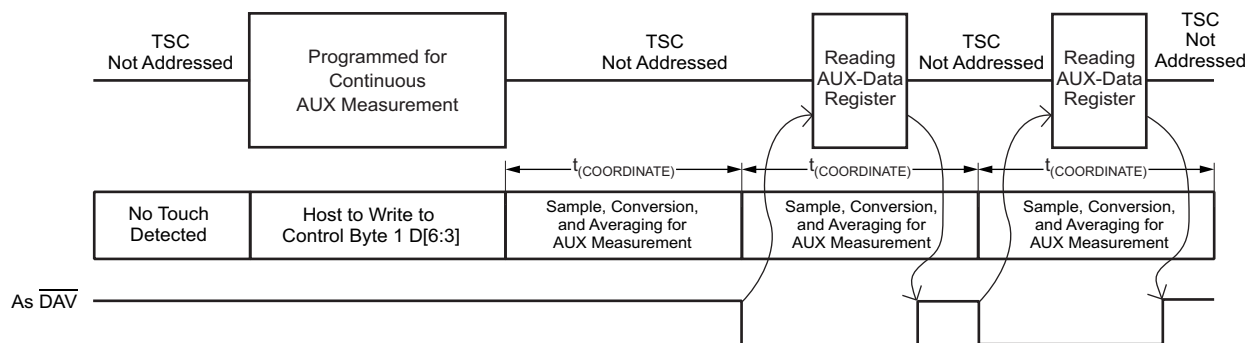 TSC
Not Addressed
Programmed for
Continuous
AUX Measurement
TSC
Not Addressed
Reading
AUX-Data
Register
TSC
Not Addressed
Reading
AUX-Data
Register
TSC
Not
Addressed
t(COORDINATE)
t(COORDINATE)
t(COORDINATE)
No Touch
Detected
Host to Write to
Control Byte 1 D[6:3]
Sample, Conversion,
and Averaging for
AUX Measurement
Sample, Conversion,
and Averaging for
AUX Measurement
Sample, Conversion,
and Averaging for
AUX Measurement
As D̅A̅V̅